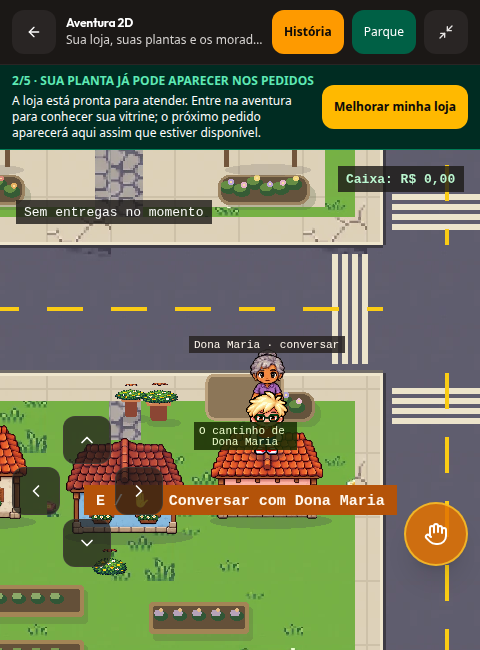 Aventura 2D
Sua loja, suas plantas e os morad...
História
Parque
2/5 · SUA PLANTA JÁ PODE APARECER NOS PEDIDOS
A loja está pronta para atender. Entre na aventura
para conhecer sua vitrine; o próximo pedido
aparecerá aqui assim que estiver disponível.
Melhorar minha loja
Caixa: R$ 0,00
Sem entregas no momento
Dona Maria · conversar
O cantinho de
Dona Maria
E / Conversar com Dona Maria